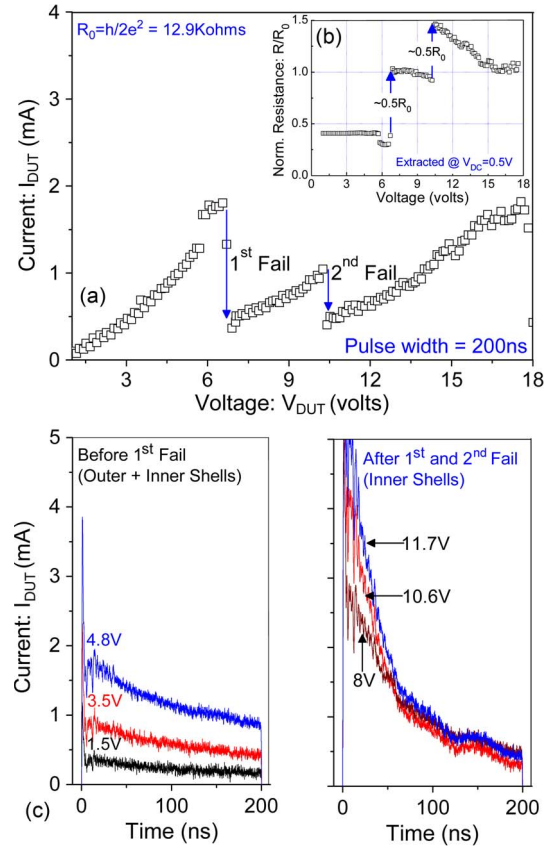 R₀=h/2e² = 12.9Kohms
(b)
Norm. Resistance: R/R₀
1.5
1.0
0.5
0.0
~0.5R₀
~0.5R₀
Extracted @ V_DC=0.5V
0 3 6 9 12 15 18
Voltage (volts)
Current: I_DUT (mA)
4
3
2
1
0
(a)
1st Fail
2nd Fail
Pulse width = 200ns
3 6 9 12 15 18
Voltage: V_DUT (volts)
Current: I_DUT (mA)
5
4
3
2
1
0
Before 1st Fail
(Outer + Inner Shells)
4.8V
3.5V
1.5V
0 100 200
Time (ns)
(c)
After 1st and 2nd Fail
(Inner Shells)
11.7V
10.6V
8V
0 100 200
Time (ns)